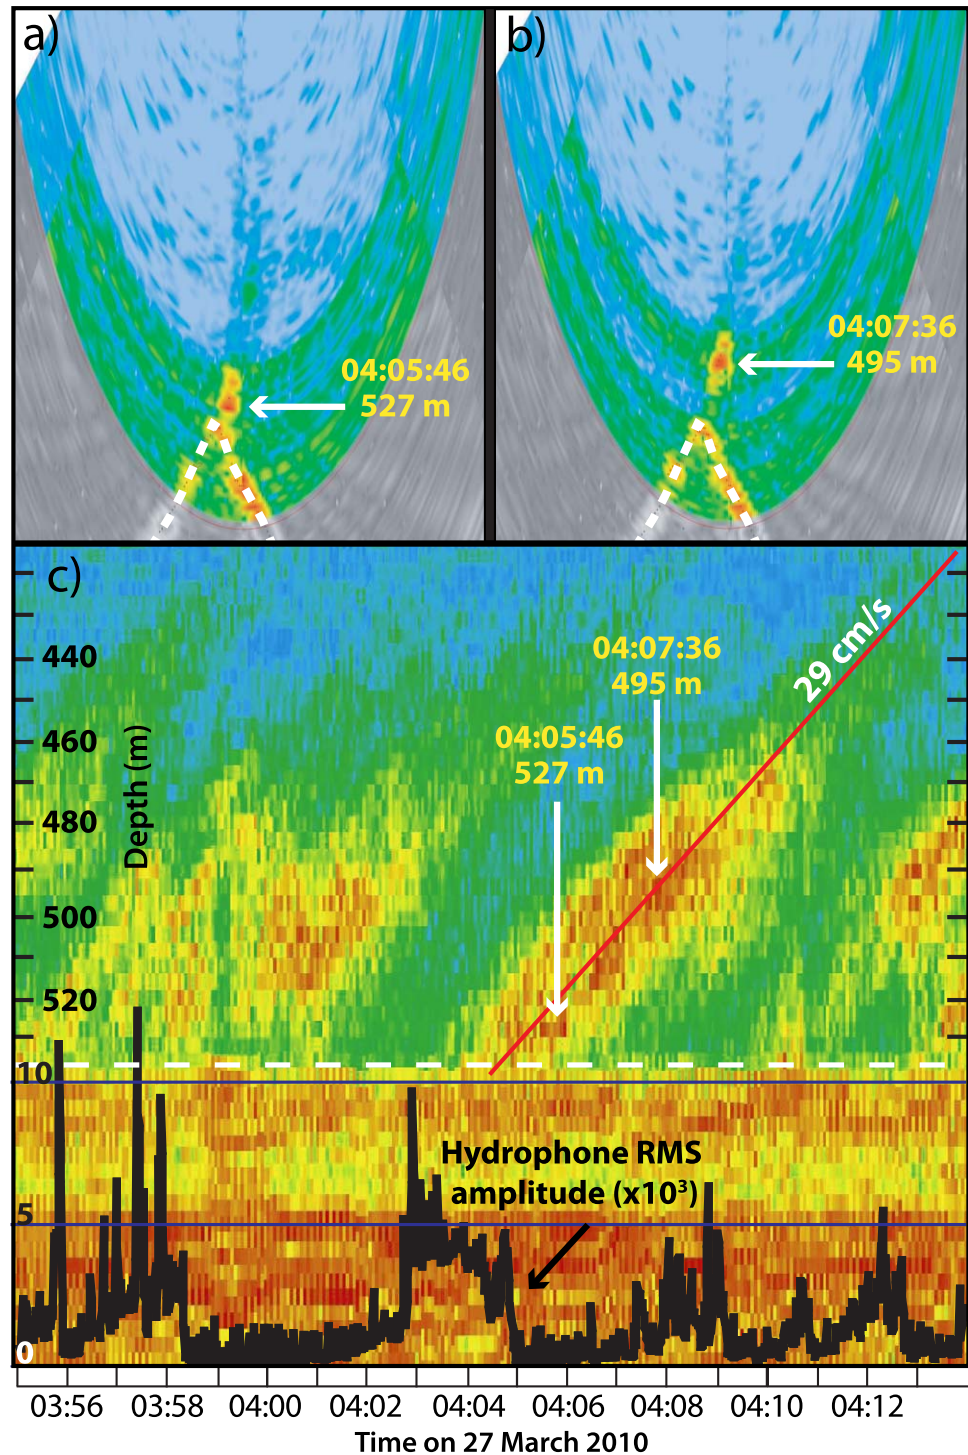 a)
04:05:46
527 m
b)
04:07:36
495 m
c)
29 cm/s
04:07:36
495 m
04:05:46
527 m
Depth (m)
440
460
480
500
520
10
5
0
Hydrophone RMS
amplitude (x10³)
03:56 03:58 04:00 04:02 04:04 04:06 04:08 04:10 04:12
Time on 27 March 2010